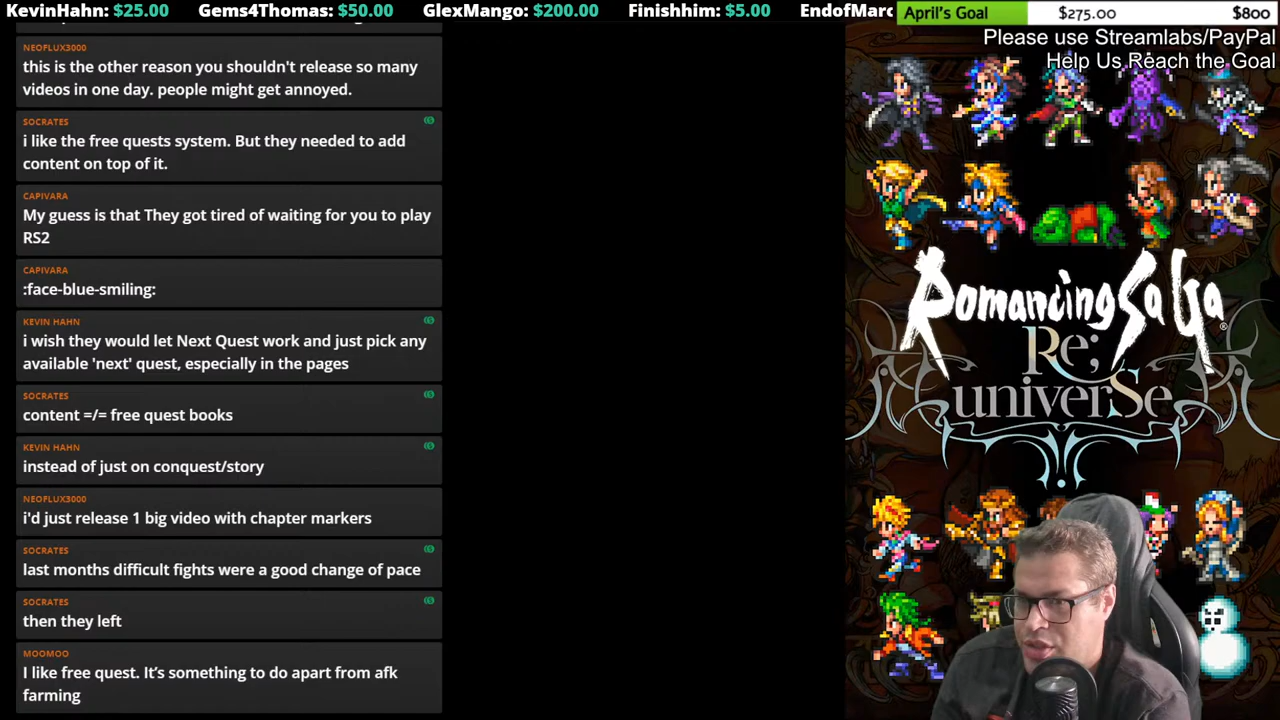 KevinHahn: $25.00 Gems4Thomas: $50.00 GlexMango: $200.00 Finishhim: $5.00 EndofMarc
April's Goal $275.00 $800
Please use Streamlabs/PayPal
Help Us Reach the Goal
NEOFLUX3000
this is the other reason you shouldn't release so many
videos in one day. people might get annoyed.
SOCRATES
i like the free quests system. But they needed to add
content on top of it.
CAPIVARA
My guess is that They got tired of waiting for you to play
RS2
CAPIVARA
:face-blue-smiling:
KEVIN HAHN
i wish they would let Next Quest work and just pick any
available 'next' quest, especially in the pages
SOCRATES
content =/= free quest books
KEVIN HAHN
instead of just on conquest/story
NEOFLUX3000
i'd just release 1 big video with chapter markers
SOCRATES
last months difficult fights were a good change of pace
SOCRATES
then they left
MOOMOO
I like free quest. It’s something to do apart from afk
farming
Romancing SaGa
Re;
univerSe